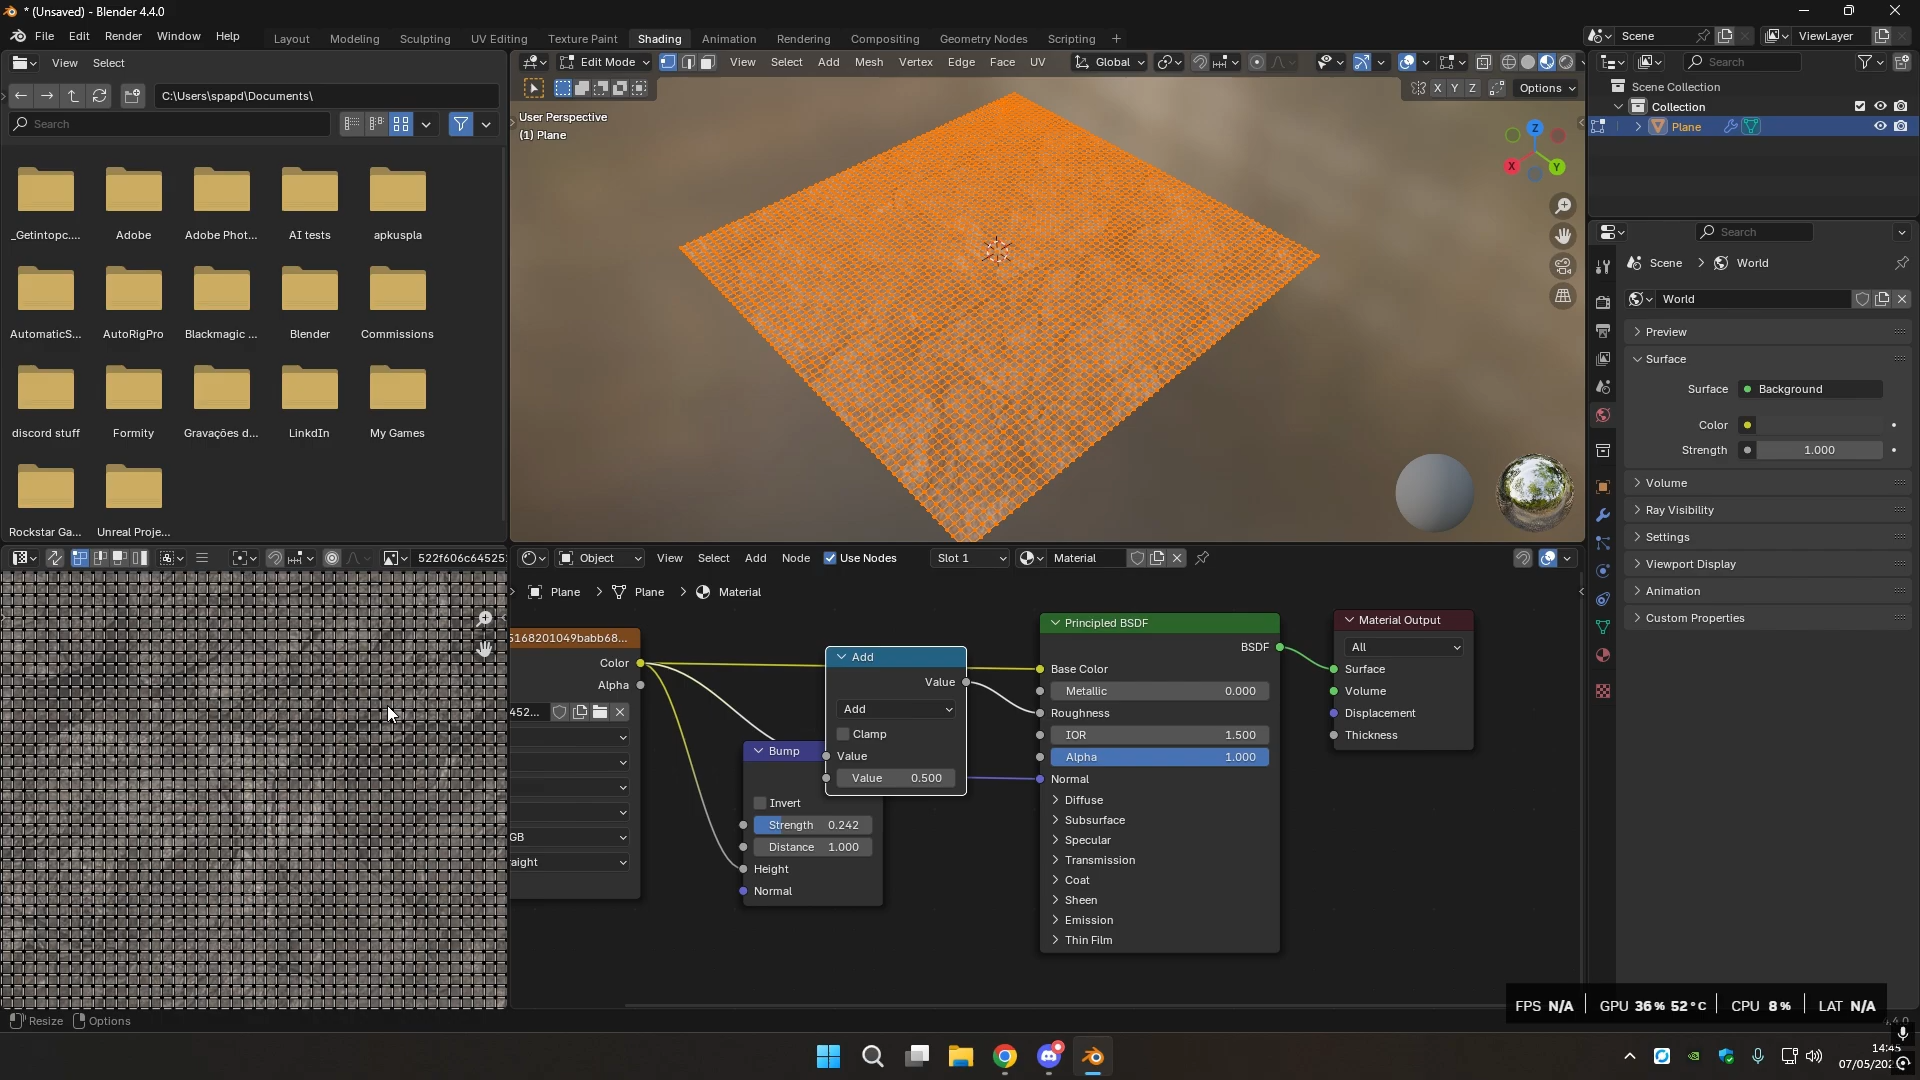 * (Unsaved) - Blender 4.4.0
File Edit Render Window Help
Layout Modeling Sculpting UV Editing Texture Paint Shading Animation Rendering Compositing Geometry Nodes Scripting +
Scene
ViewLayer
View Select
Edit Mode View Select Add Mesh Vertex Edge Face UV Global
Search
C:\Users\spapd\Documents\
X Y Z Options
Scene Collection
Search
Collection
User Perspective
(1) Plane
Plane
Z
X Y
_Getintopc.... Adobe Adobe Phot... AI tests apkuspla
Search
Scene > World
World
AutomaticS... AutoRigPro Blackmagic ... Blender Commissions
Preview
Surface
Surface Background
Color
discord stuff Formity Gravações d... LinkdIn My Games
Strength 1.000
Volume
Ray Visibility
Rockstar Ga... Unreal Proje...
Settings
Viewport Display
Animation
Custom Properties
522f606c64525:
Object View Select Add Node Use Nodes Slot 1 Material
Plane > Plane > Material
5168201049babb68...
Color
Alpha
452...
GB
aight
Bump
Invert
Strength 0.242
Distance 1.000
Height
Normal
Add
Value
Add
Clamp
Value
Value 0.500
Principled BSDF
BSDF
Base Color
Metallic 0.000
Roughness
IOR 1.500
Alpha 1.000
Normal
Diffuse
Subsurface
Specular
Transmission
Coat
Sheen
Emission
Thin Film
Material Output
All
Surface
Volume
Displacement
Thickness
FPS N/A GPU 36% 52°C CPU 8% LAT N/A
Resize Options
14:45